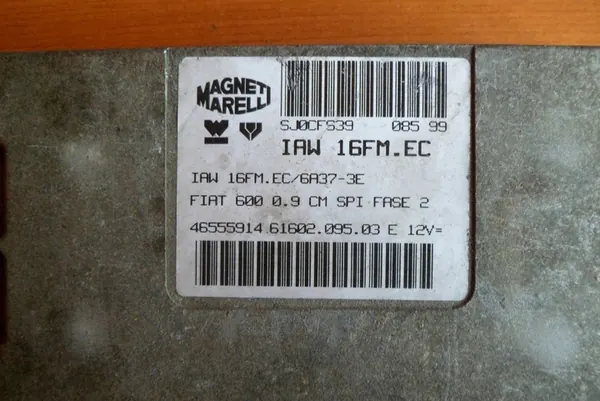 MAGNETI
MARELLI
SJ0CFS39 085 99
IAW 16FM.EC
IAW 16FM.EC/6A37-3E
FIAT 600 0.9 CM SPI FASE 2
46555914 61602.095.03 E 12V=